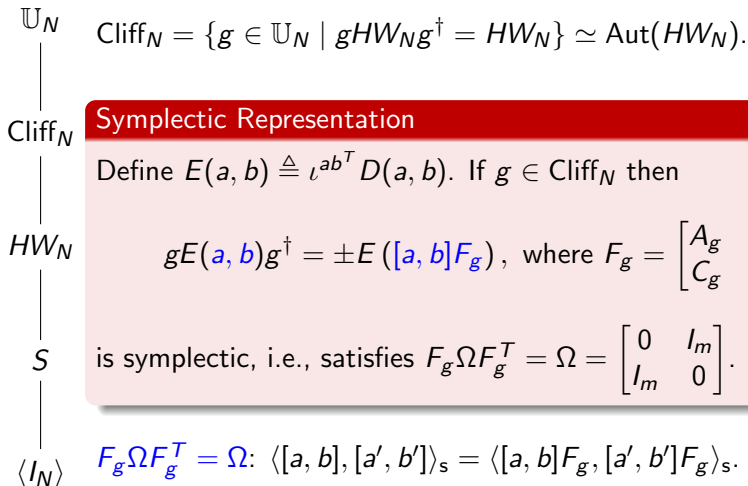 𝕌_N
Cliff_N = {g ∈ 𝕌_N | gHW_Ng† = HW_N} ≃ Aut(HW_N).
Cliff_N
Symplectic Representation
Define E(a, b) ≜ ι^{ab^T} D(a, b). If g ∈ Cliff_N then
HW_N
gE(a, b)g† = ±E ([a, b]F_g) , where F_g = [A_g
C_g
S
is symplectic, i.e., satisfies F_gΩF_g^T = Ω = [0 I_m
I_m 0].
⟨I_N⟩
F_gΩF_g^T = Ω: ⟨[a, b], [a′, b′]⟩_s = ⟨[a, b]F_g, [a′, b′]F_g⟩_s.